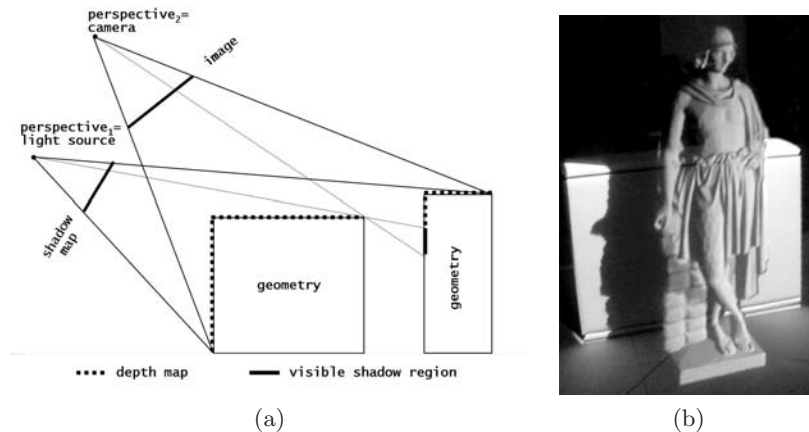 perspective₂=
camera
image
perspective₁=
light source
shadow
map
geometry
geometry
depth map
visible shadow region
(a)
(b)